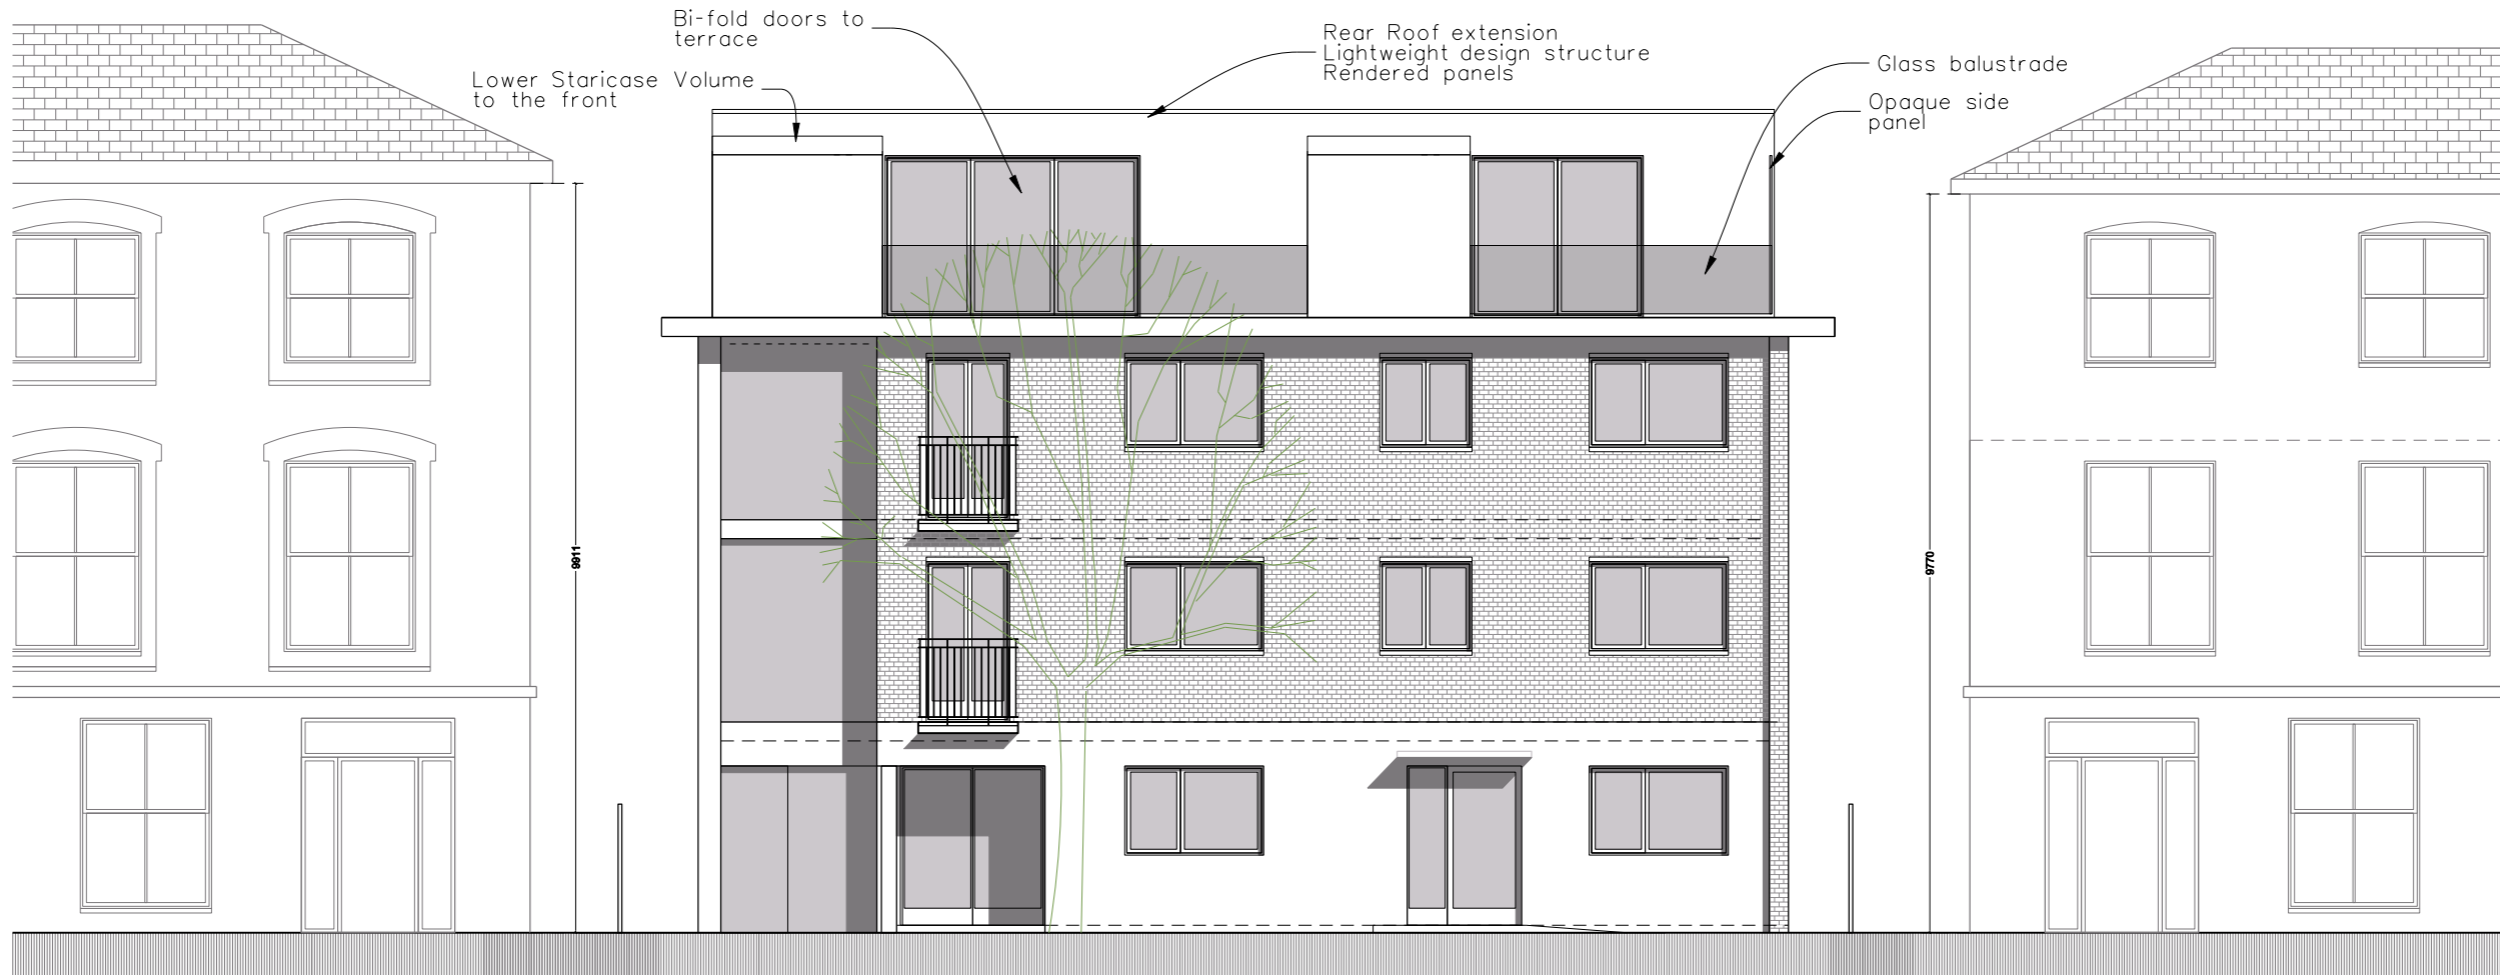 Bi-fold doors to
terrace
Rear Roof extension
Lightweight design structure
Rendered panels
Glass balustrade
Lower Staricase Volume
to the front
Opaque side
panel
9911
9770